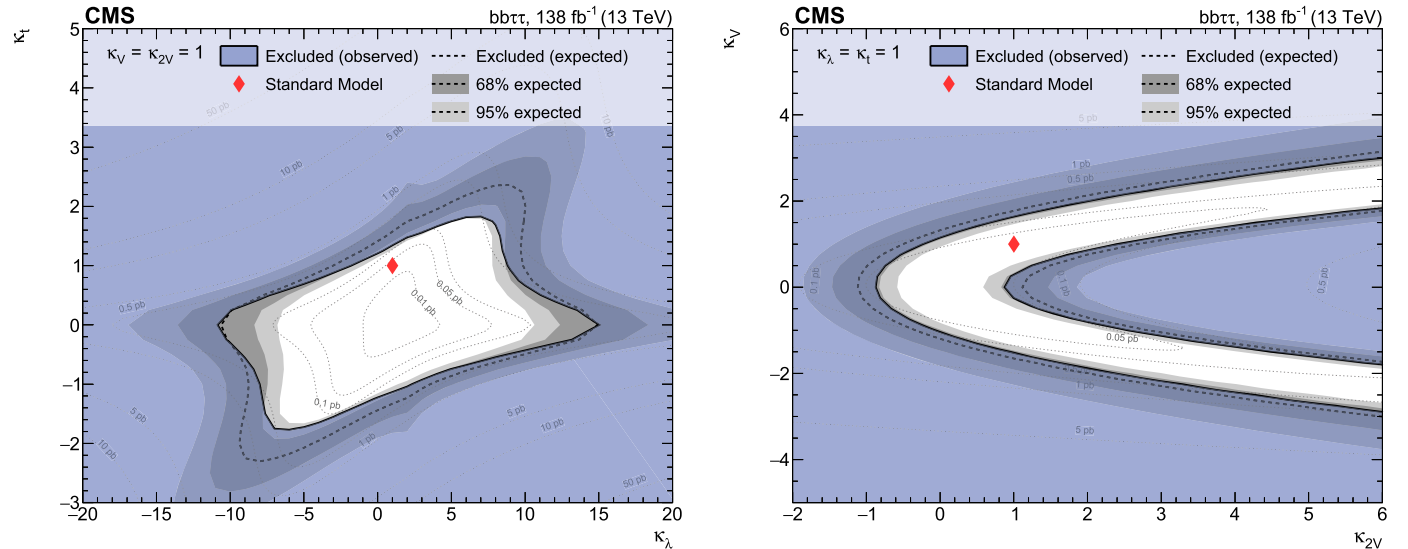 CMS
bbττ, 138 fb⁻¹ (13 TeV)
κt
κV = κ2V = 1
Excluded (observed)
Excluded (expected)
Standard Model
68% expected
95% expected
5
4
3
2
1
0
–1
–2
–3
50 pb
10 pb
5 pb
10 pb
1 pb
0.5 pb
0.05 pb
0.01 pb
0.1 pb
5 pb
10 pb
1 pb
5 pb
10 pb
50 pb
–20
–15
–10
–5
0
5
10
15
20
κλ
CMS
bbττ, 138 fb⁻¹ (13 TeV)
κV
κλ = κt = 1
Excluded (observed)
Excluded (expected)
Standard Model
68% expected
95% expected
6
4
2
0
–2
–4
5 pb
1 pb
0.5 pb
0.1 pb
0.1 pb
0.5 pb
0.05 pb
1 pb
5 pb
–2
–1
0
1
2
3
4
5
6
κ2V